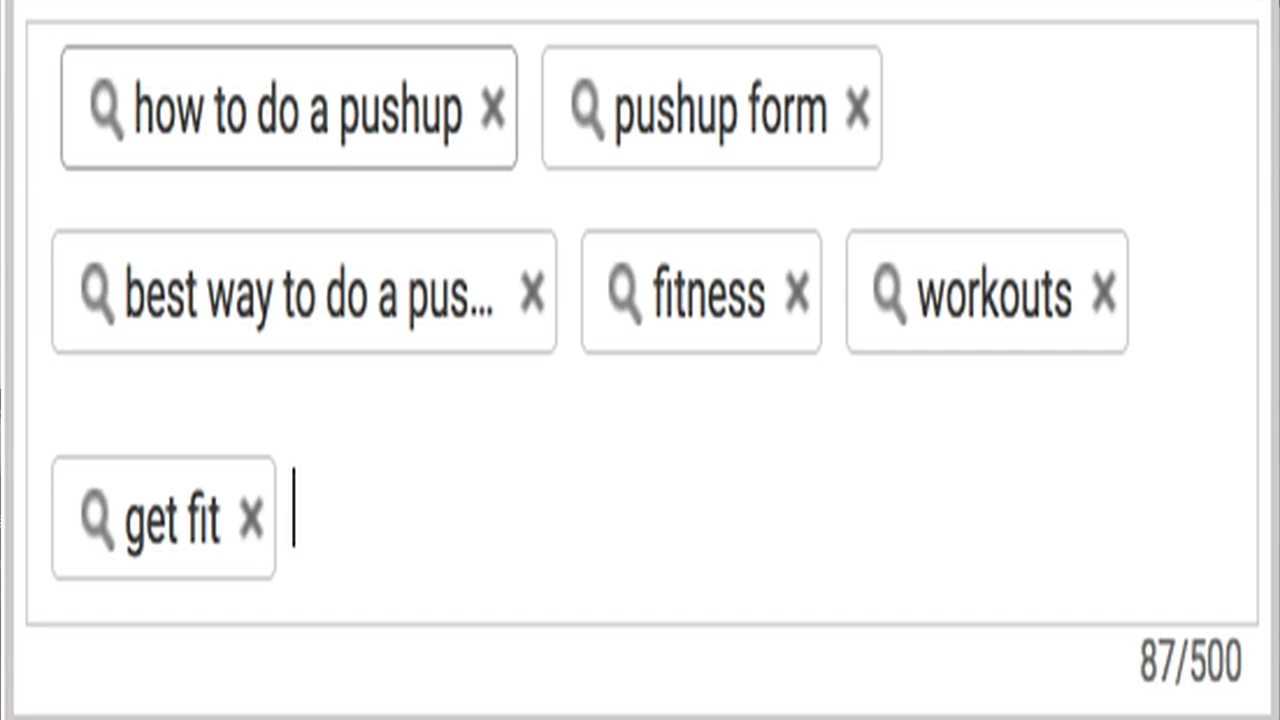 how to do a pushup × pushup form ×
best way to do a pus... × fitness × workouts ×
get fit ×
87/500